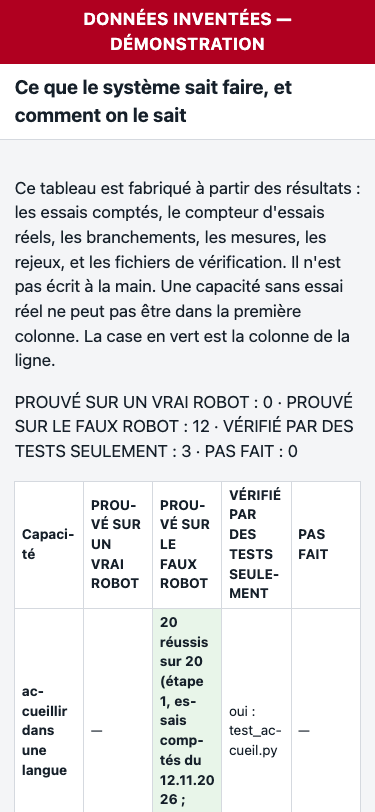 DONNÉES INVENTÉES —
DÉMONSTRATION
Ce que le système sait faire, et
comment on le sait
Ce tableau est fabriqué à partir des résultats :
les essais comptés, le compteur d'essais
réels, les branchements, les mesures, les
rejeux, et les fichiers de vérification. Il n'est
pas écrit à la main. Une capacité sans essai
réel ne peut pas être dans la première
colonne. La case en vert est la colonne de la
ligne.
PROUVÉ SUR UN VRAI ROBOT : 0 · PROUVÉ
SUR LE FAUX ROBOT : 12 · VÉRIFIÉ PAR DES
TESTS SEULEMENT : 3 · PAS FAIT : 0
Capaci-
té
PROU-
VÉ SUR
UN
VRAI
ROBOT
PROU-
VÉ SUR
LE
FAUX
ROBOT
VÉRIFIÉ
PAR
DES
TESTS
SEULE-
MENT
PAS
FAIT
ac-
cueillir
dans
une
langue
—
20
réussis
sur 20
(étape
1, es-
sais
comp-
tés du
12.11.20
26 ;
oui :
test_ac-
cueil.py
—